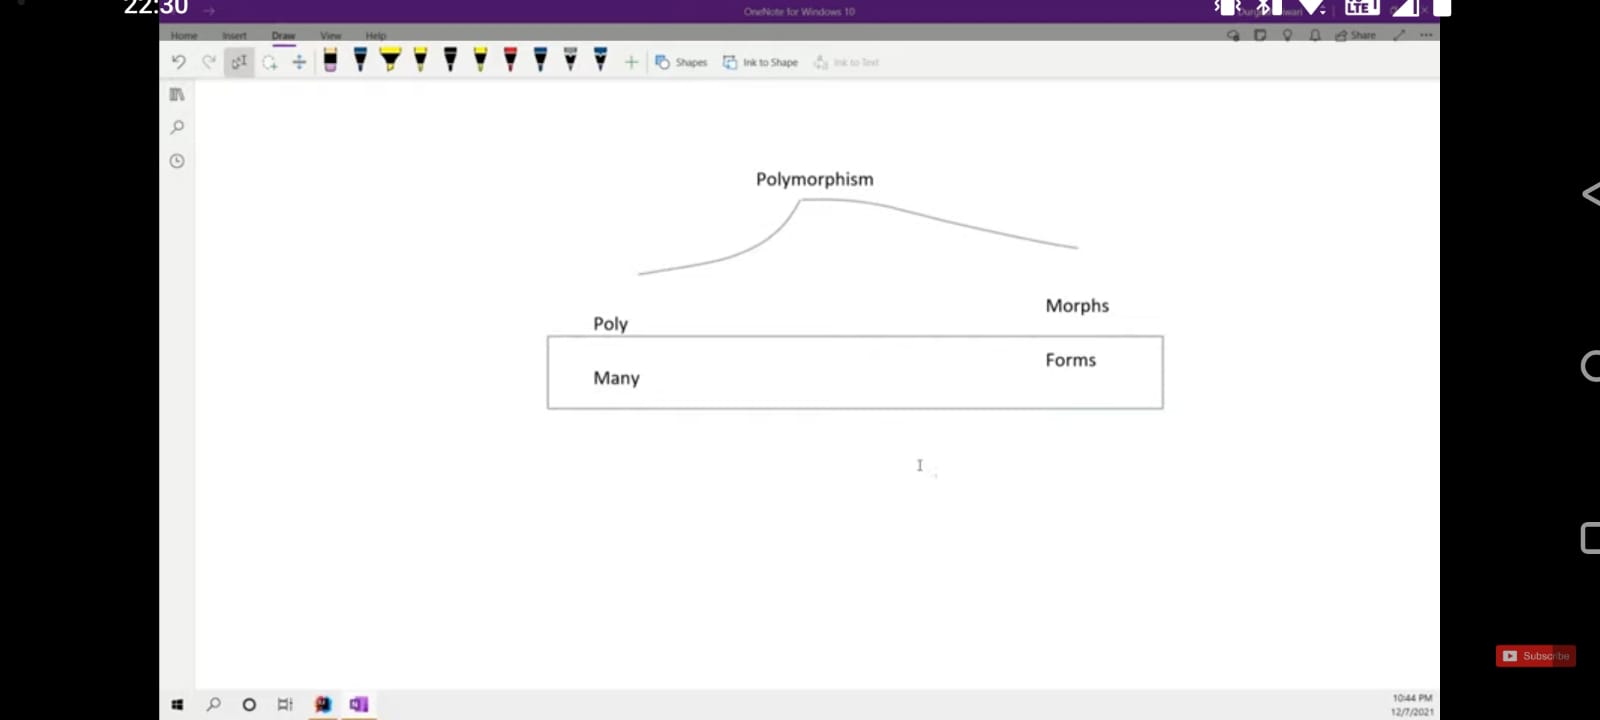 22:30
OneNote for Windows 10
Home Insert Draw View Help
Share
Shapes Ink to Shape Ink to Text
Polymorphism
Morphs
Poly
Forms
Many
Subscribe
10:44 PM
12/7/2021